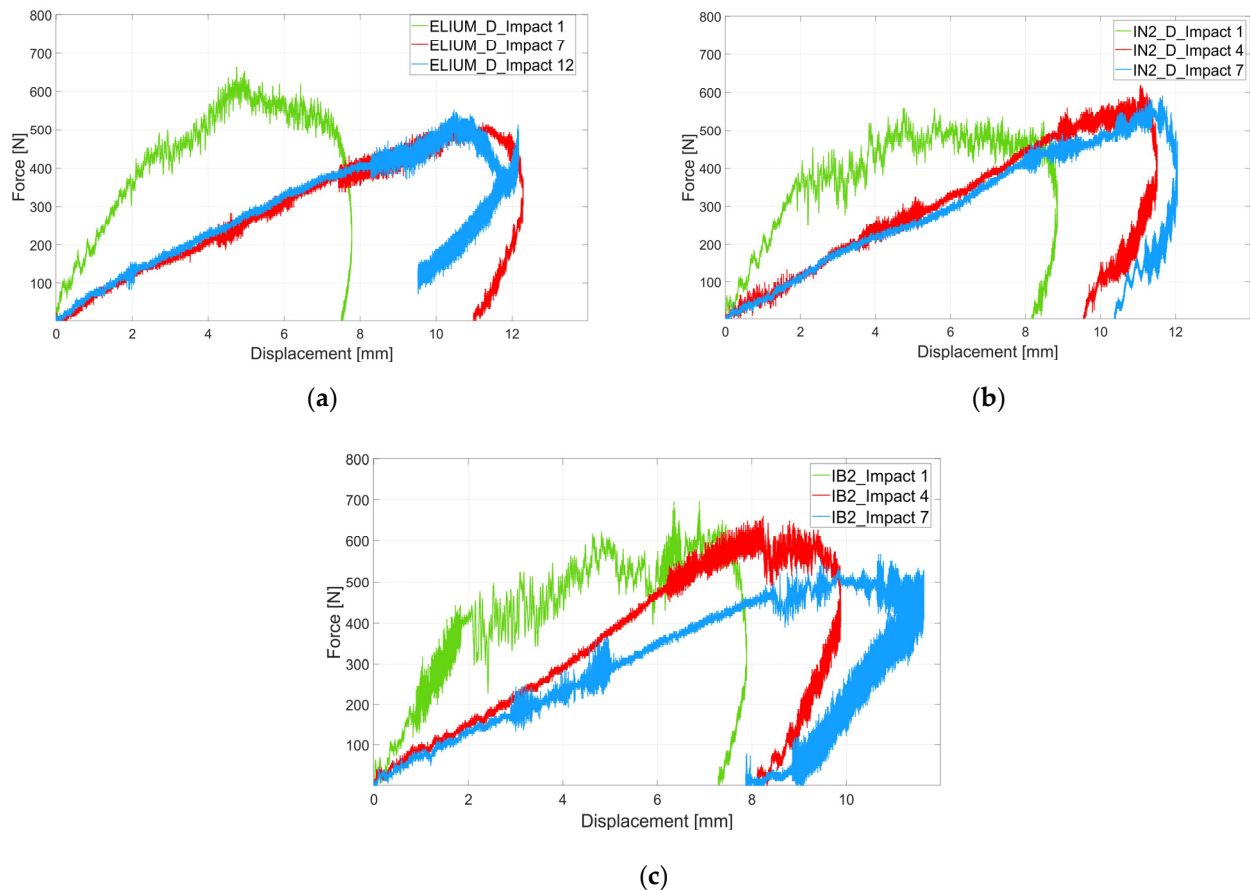 800
700
600
500
400
300
200
100
Force [N]
ELIUM_D_Impact 1
ELIUM_D_Impact 7
ELIUM_D_Impact 12
0 2 4 6 8 10 12
Displacement [mm]
(a)
800
700
600
500
400
300
200
100
Force [N]
IN2_D_Impact 1
IN2_D_Impact 4
IN2_D_Impact 7
0 2 4 6 8 10 12
Displacement [mm]
(b)
800
700
600
500
400
300
200
100
Force [N]
IB2_Impact 1
IB2_Impact 4
IB2_Impact 7
0 2 4 6 8 10
Displacement [mm]
(c)